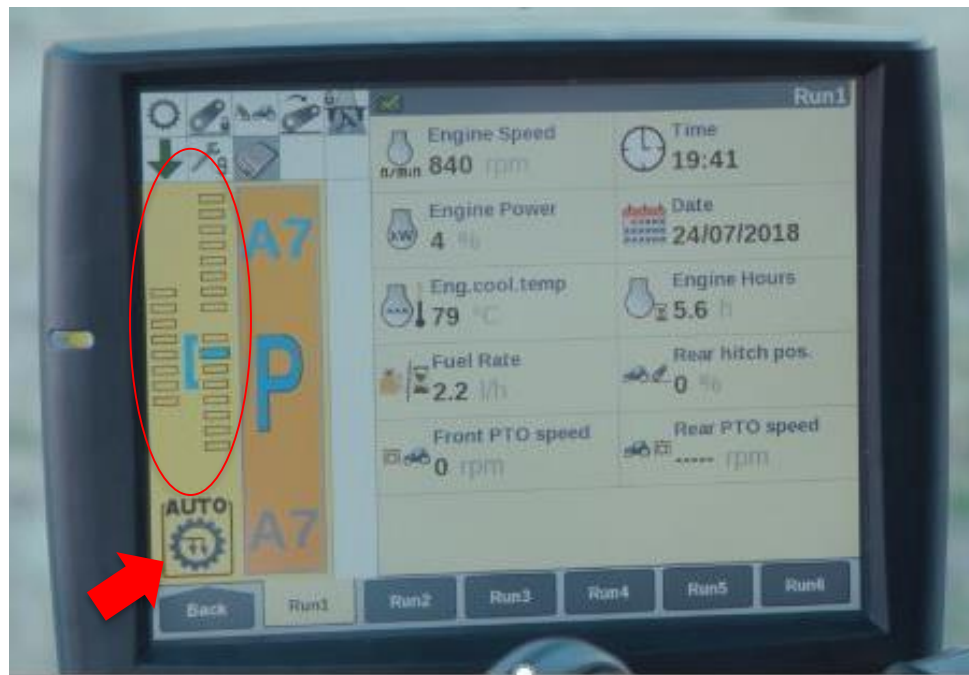 Run1
Engine Speed
n/min 840 rpm
Time
19:41
A7
Engine Power
kW 4 %
Date
24/07/2018
Eng.cool.temp
79 °C
Engine Hours
5.6 h
P
Fuel Rate
2.2 l/h
Rear hitch pos.
0 %
Front PTO speed
0 rpm
Rear PTO speed
----- rpm
AUTO
A7
Back Run1 Run2 Run3 Run4 Run5 Run6